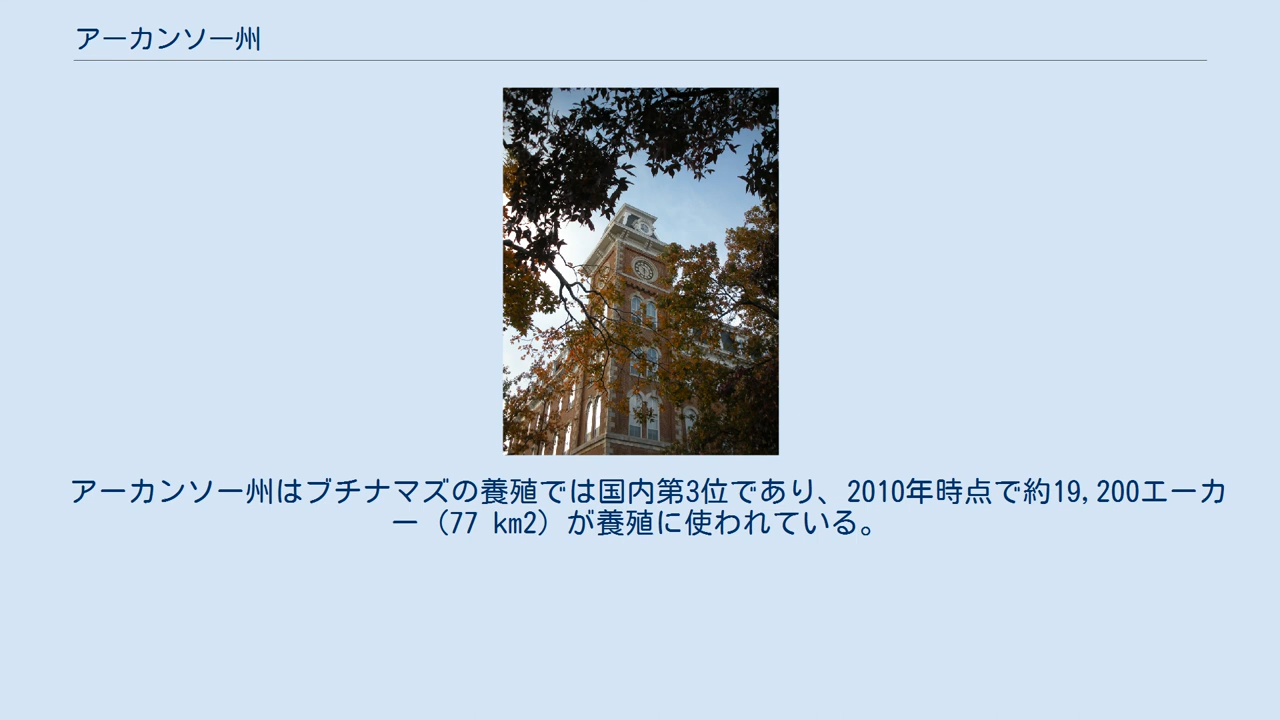 アーカンソー州
アーカンソー州はブチナマズの養殖では国内第3位であり、2010年時点で約19,200エーカ
ー（77 km2）が養殖に使われている。